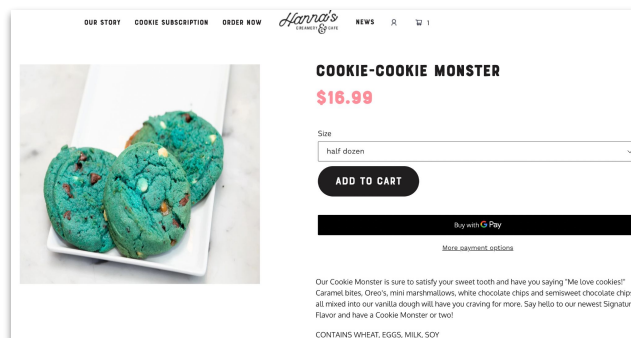 OUR STORY COOKIE SUBSCRIPTION ORDER NOW Hanna's CREAMERY & CAFE NEWS 1
COOKIE-COOKIE MONSTER
$16.99
Size
half dozen
ADD TO CART
Buy with G Pay
More payment options
Our Cookie Monster is sure to satisfy your sweet tooth and have you saying "Me love cookies!"
Caramel bites, Oreo's, mini marshmallows, white chocolate chips and semisweet chocolate chips
all mixed into our vanilla dough will have you craving for more. Say hello to our newest Signatur
Flavor and have a Cookie Monster or two!
CONTAINS WHEAT, EGGS, MILK, SOY